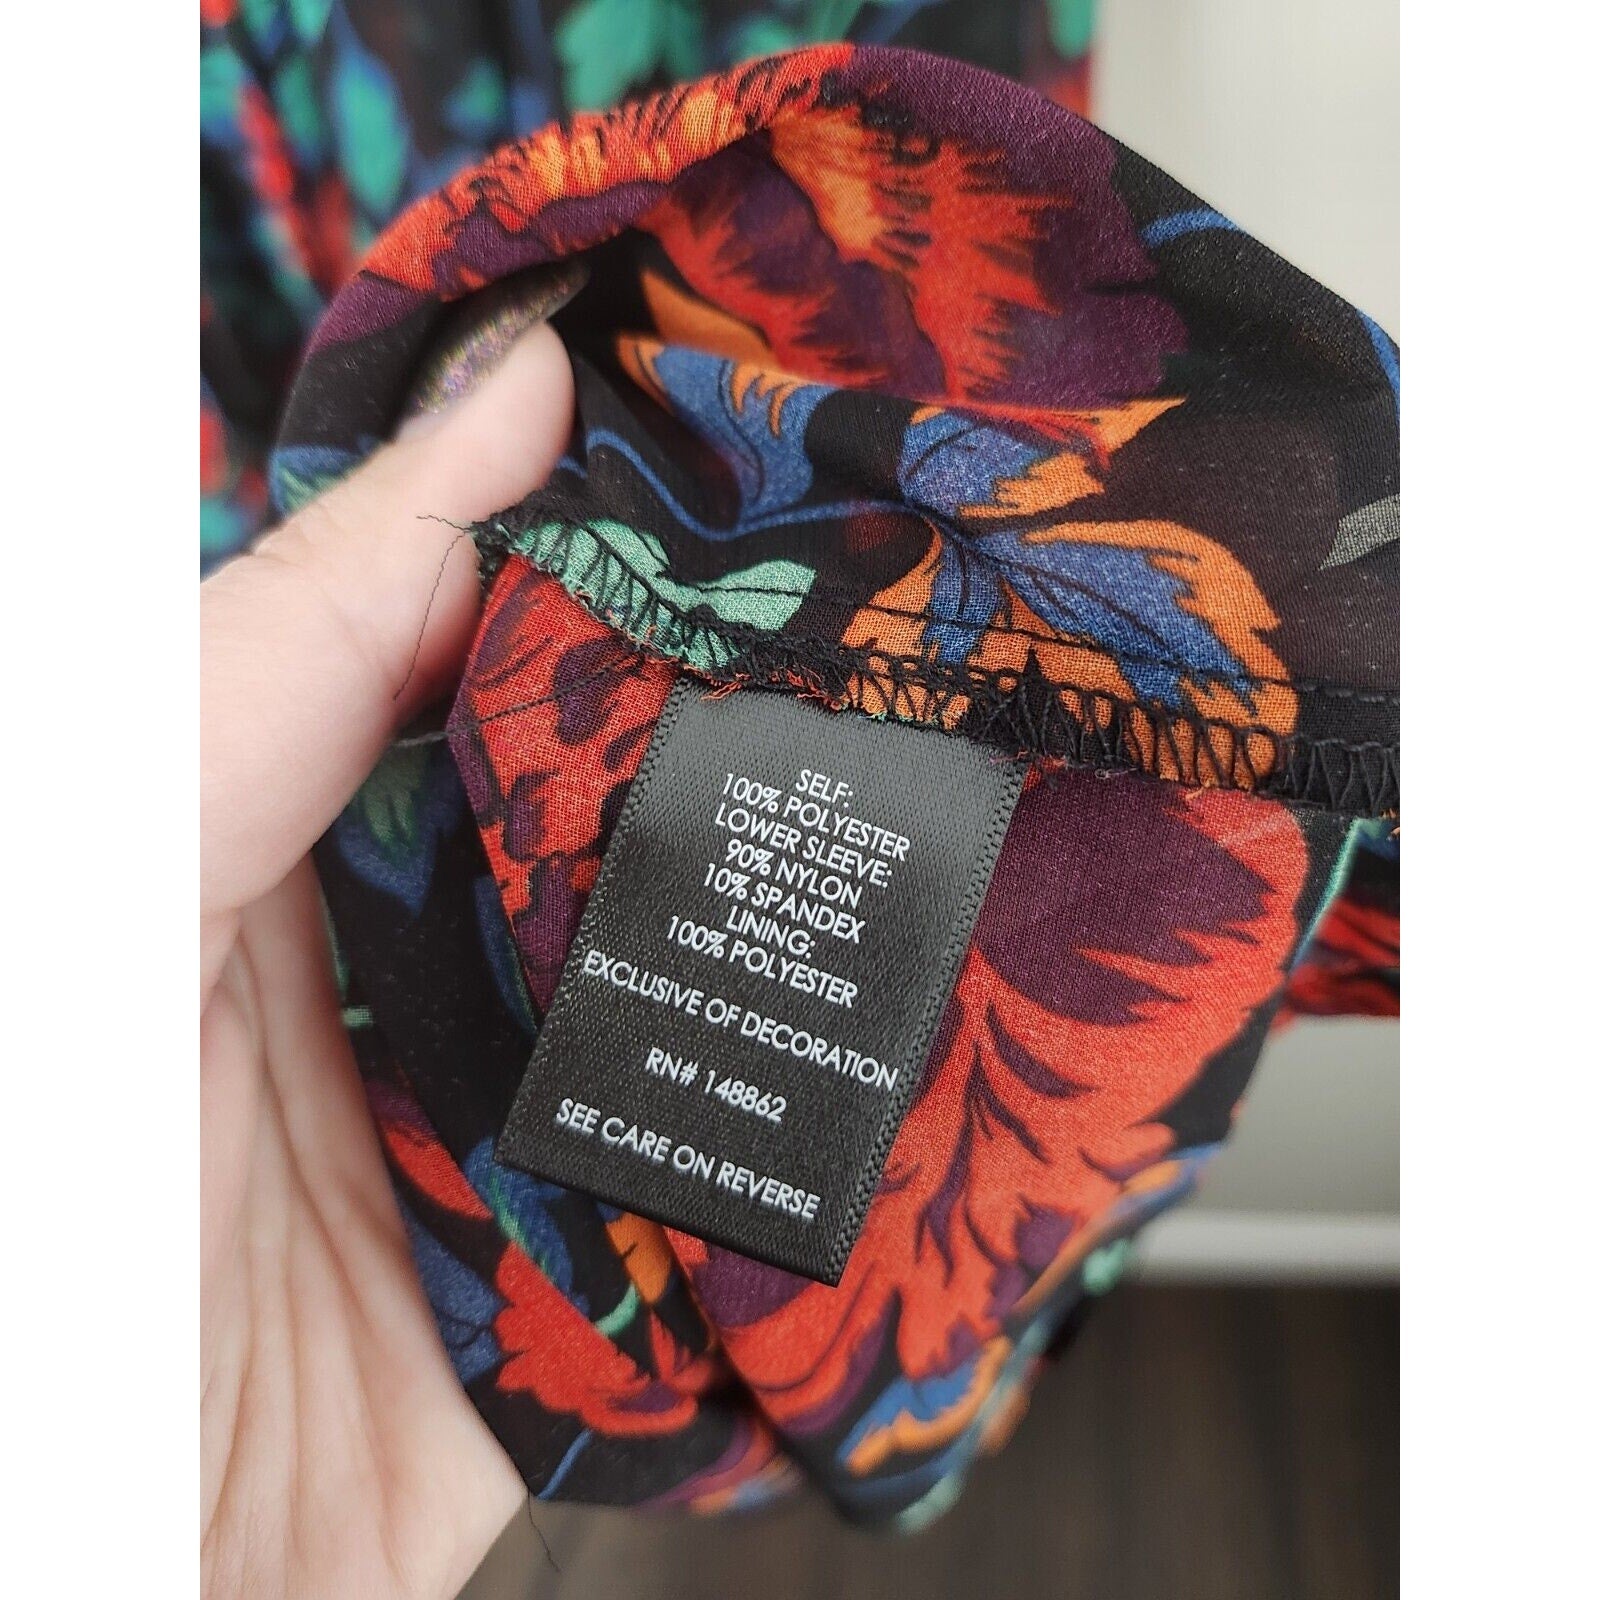 SELF:
100% POLYESTER
LOWER SLEEVE:
90% NYLON
10% SPANDEX
LINING:
100% POLYESTER
EXCLUSIVE OF DECORATION
RN# 148862
SEE CARE ON REVERSE